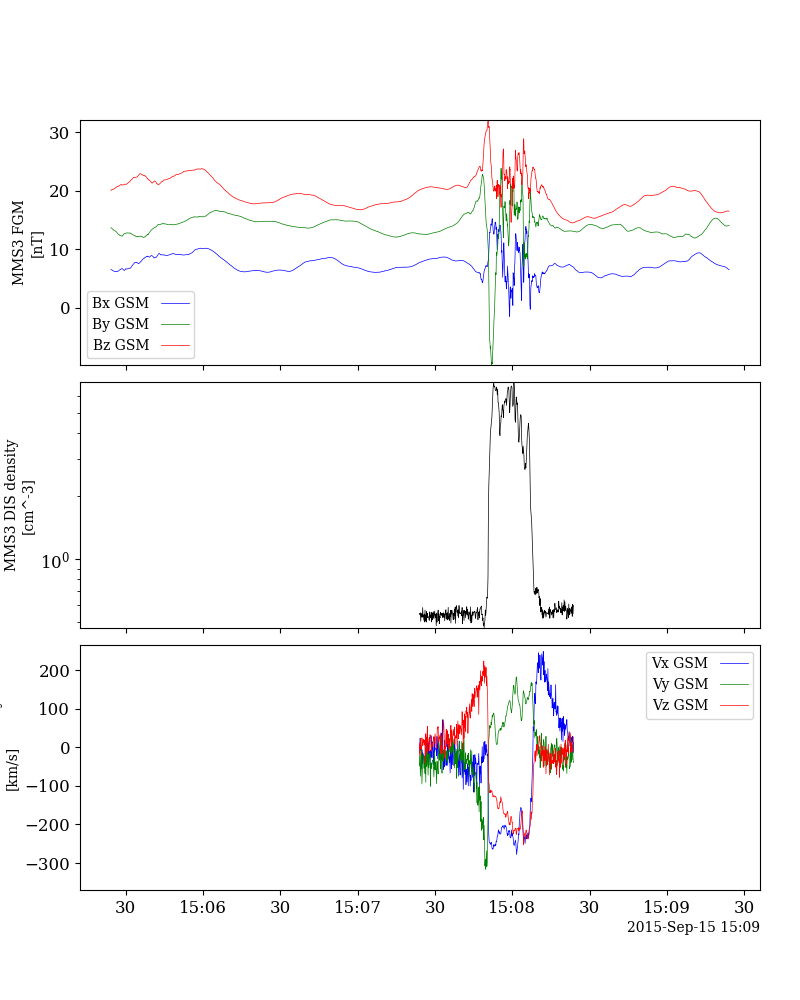 30
20
10
0
MMS3 FGM
[nT]
Bx GSM
By GSM
Bz GSM
10^0
MMS3 DIS density
[cm^-3]
200
100
0
−100
−200
−300
[km/s]
Vx GSM
Vy GSM
Vz GSM
30 15:06 30 15:07 30 15:08 30 15:09 30
2015-Sep-15 15:09